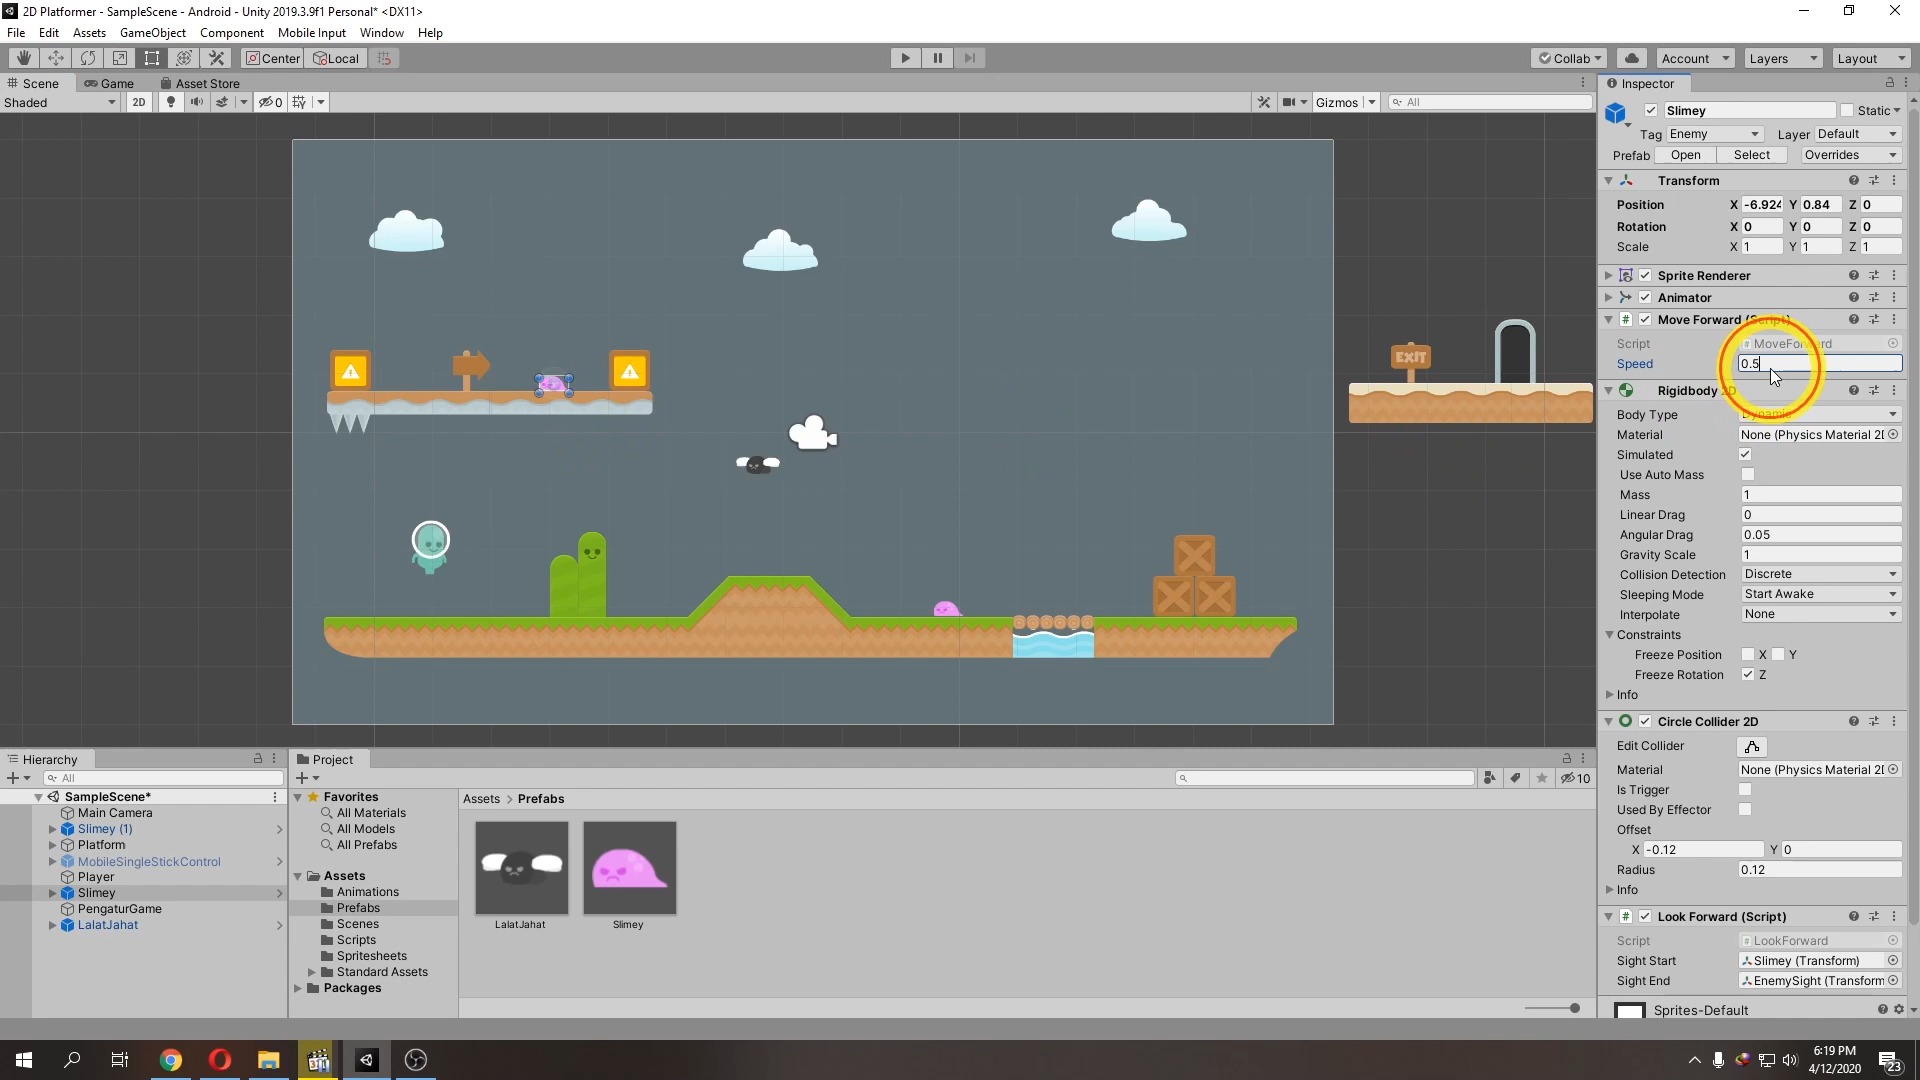 2D Platformer - SampleScene - Android - Unity 2019.3.9f1 Personal* <DX11>
File Edit Assets GameObject Component Mobile Input Window Help
Center Local Collab Account Layers Layout
Scene Game Asset Store
Shaded 2D 0 Gizmos All
EXIT
Inspector
Slimey Static
Tag Enemy Layer Default
Prefab Open Select Overrides
Transform
Position X -6.924 Y 0.84 Z 0
Rotation X 0 Y 0 Z 0
Scale X 1 Y 1 Z 1
Sprite Renderer
Animator
# Move Forward (Script)
Script # MoveForward
Speed 0.5
Rigidbody 2D
Body Type Dynamic
Material None (Physics Material 2D
Simulated
Use Auto Mass
Mass 1
Linear Drag 0
Angular Drag 0.05
Gravity Scale 1
Collision Detection Discrete
Sleeping Mode Start Awake
Interpolate None
Constraints
Freeze Position X Y
Freeze Rotation Z
Info
Circle Collider 2D
Edit Collider
Material None (Physics Material 2D
Is Trigger
Used By Effector
Offset
X -0.12 Y 0
Radius 0.12
Info
# Look Forward (Script)
Script # LookForward
Sight Start Slimey (Transform)
Sight End EnemySight (Transform
Sprites-Default
Hierarchy
All
SampleScene*
Main Camera
Slimey (1)
Platform
MobileSingleStickControl
Player
Slimey
PengaturGame
LalatJahat
Project
10
Favorites
All Materials
All Models
All Prefabs
Assets
Animations
Prefabs
Scenes
Scripts
Spritesheets
Standard Assets
Packages
Assets > Prefabs
LalatJahat Slimey
6:19 PM
4/12/2020
23